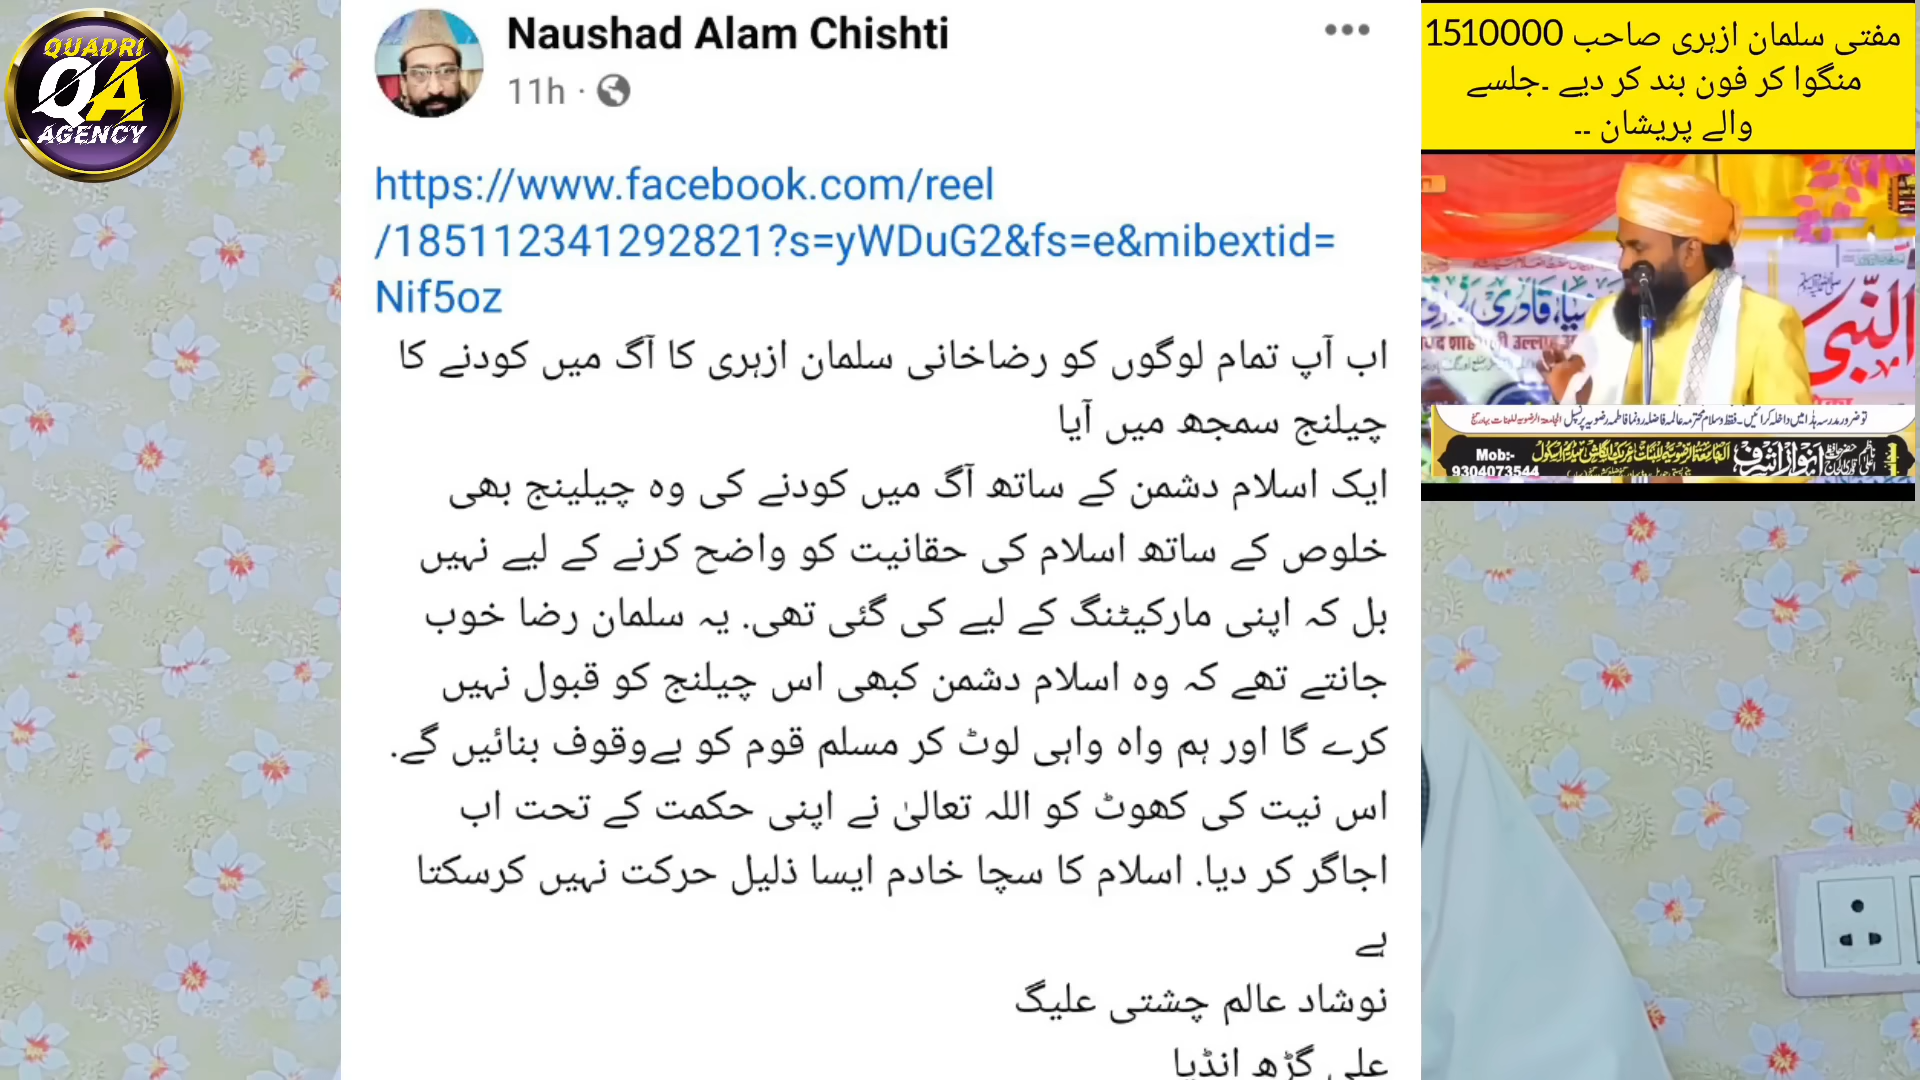 QUADRI
QA
AGENCY
Naushad Alam Chishti
11h ·
https://www.facebook.com/reel
/185112341292821?s=yWDuG2&fs=e&mibextid=
Nif5oz
اب آپ تمام لوگوں کو رضاخانی سلمان ازہری کا آگ میں کودنے کا
چیلنج سمجھ میں آیا
ایک اسلام دشمن کے ساتھ آگ میں کودنے کی وہ چیلینج بھی
خلوص کے ساتھ اسلام کی حقانیت کو واضح کرنے کے لیے نہیں
بل کہ اپنی مارکیٹنگ کے لیے کی گئی تھی. یہ سلمان رضا خوب
جانتے تھے کہ وہ اسلام دشمن کبھی اس چیلنج کو قبول نہیں
کرے گا اور ہم واہ واہی لوٹ کر مسلم قوم کو بےوقوف بنائیں گے.
اس نیت کی کھوٹ کو اللہ تعالیٰ نے اپنی حکمت کے تحت اب
اجاگر کر دیا. اسلام کا سچا خادم ایسا ذلیل حرکت نہیں کرسکتا
ہے
نوشاد عالم چشتی علیگ
علی گڑھ انڈیا
مفتی سلمان ازہری صاحب 1510000
منگوا کر فون بند کر دیے ۔جلسے
والے پریشان ۔۔
النبی
قادری
Mob:-
9304073544